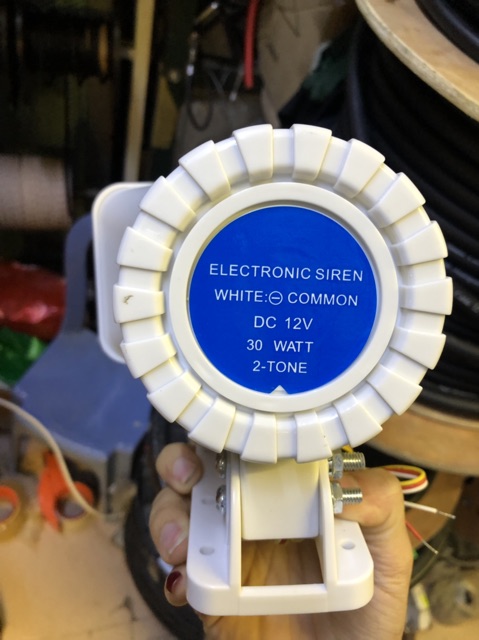 ELECTRONIC SIREN
WHITE:⊖ COMMON
DC 12V
30 WATT
2-TONE